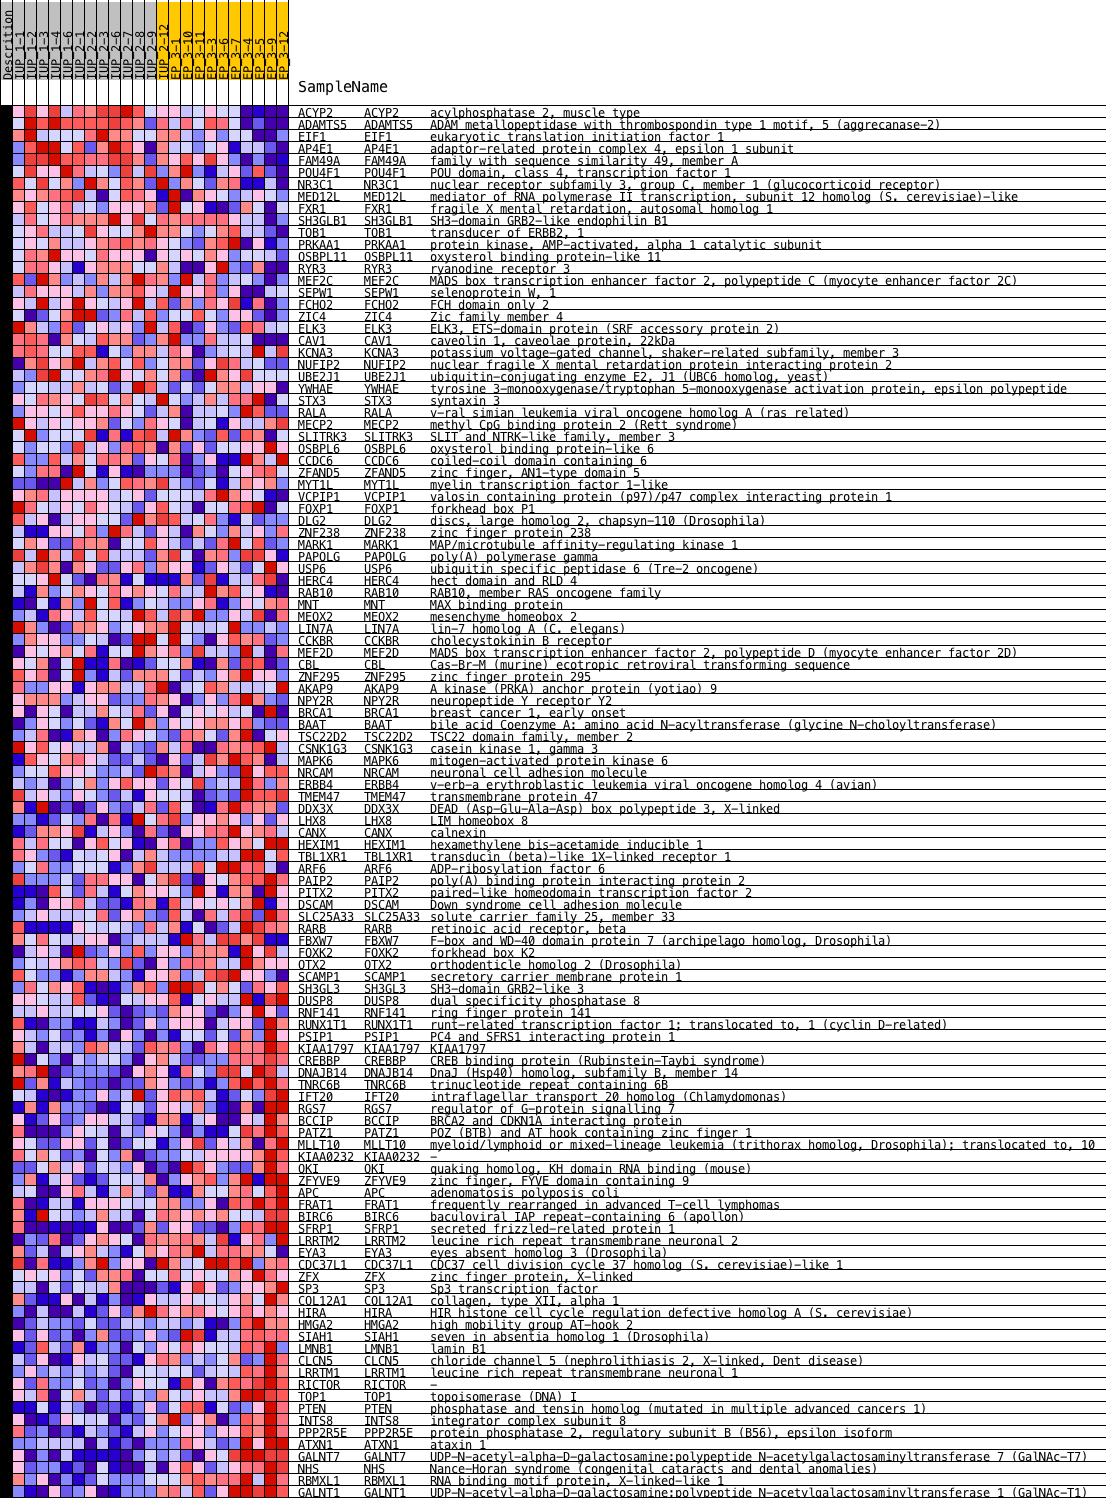 Descrition
IUP_1-1
IUP_1-2
IUP_1-3
IUP_1-4
IUP_1-6
IUP_2-1
IUP_2-2
IUP_2-3
IUP_2-6
IUP_2-7
IUP_2-8
IUP_2-9
IUP_2-12
EP_3-1
EP_3-10
EP_3-11
EP_3-3
EP_3-6
EP_3-7
EP_3-4
EP_3-5
EP_3-9
EP_3-12
SampleName
ACYP2 ACYP2 acylphosphatase 2, muscle type
ADAMTS5 ADAMTS5 ADAM metallopeptidase with thrombospondin type 1 motif, 5 (aggrecanase-2)
EIF1 EIF1 eukaryotic translation initiation factor 1
AP4E1 AP4E1 adaptor-related protein complex 4, epsilon 1 subunit
FAM49A FAM49A family with sequence similarity 49, member A
POU4F1 POU4F1 POU domain, class 4, transcription factor 1
NR3C1 NR3C1 nuclear receptor subfamily 3, group C, member 1 (glucocorticoid receptor)
MED12L MED12L mediator of RNA polymerase II transcription, subunit 12 homolog (S. cerevisiae)-like
FXR1 FXR1 fragile X mental retardation, autosomal homolog 1
SH3GLB1 SH3GLB1 SH3-domain GRB2-like endophilin B1
TOB1 TOB1 transducer of ERBB2, 1
PRKAA1 PRKAA1 protein kinase, AMP-activated, alpha 1 catalytic subunit
OSBPL11 OSBPL11 oxysterol binding protein-like 11
RYR3 RYR3 ryanodine receptor 3
MEF2C MEF2C MADS box transcription enhancer factor 2, polypeptide C (myocyte enhancer factor 2C)
SEPW1 SEPW1 selenoprotein W, 1
FCHO2 FCHO2 FCH domain only 2
ZIC4 ZIC4 Zic family member 4
ELK3 ELK3 ELK3, ETS-domain protein (SRF accessory protein 2)
CAV1 CAV1 caveolin 1, caveolae protein, 22kDa
KCNA3 KCNA3 potassium voltage-gated channel, shaker-related subfamily, member 3
NUFIP2 NUFIP2 nuclear fragile X mental retardation protein interacting protein 2
UBE2J1 UBE2J1 ubiquitin-conjugating enzyme E2, J1 (UBC6 homolog, yeast)
YWHAE YWHAE tyrosine 3-monooxygenase/tryptophan 5-monooxygenase activation protein, epsilon polypeptide
STX3 STX3 syntaxin 3
RALA RALA v-ral simian leukemia viral oncogene homolog A (ras related)
MECP2 MECP2 methyl CpG binding protein 2 (Rett syndrome)
SLITRK3 SLITRK3 SLIT and NTRK-like family, member 3
OSBPL6 OSBPL6 oxysterol binding protein-like 6
CCDC6 CCDC6 coiled-coil domain containing 6
ZFAND5 ZFAND5 zinc finger, AN1-type domain 5
MYT1L MYT1L myelin transcription factor 1-like
VCPIP1 VCPIP1 valosin containing protein (p97)/p47 complex interacting protein 1
FOXP1 FOXP1 forkhead box P1
DLG2 DLG2 discs, large homolog 2, chapsyn-110 (Drosophila)
ZNF238 ZNF238 zinc finger protein 238
MARK1 MARK1 MAP/microtubule affinity-regulating kinase 1
PAPOLG PAPOLG poly(A) polymerase gamma
USP6 USP6 ubiquitin specific peptidase 6 (Tre-2 oncogene)
HERC4 HERC4 hect domain and RLD 4
RAB10 RAB10 RAB10, member RAS oncogene family
MNT MNT MAX binding protein
MEOX2 MEOX2 mesenchyme homeobox 2
LIN7A LIN7A lin-7 homolog A (C. elegans)
CCKBR CCKBR cholecystokinin B receptor
MEF2D MEF2D MADS box transcription enhancer factor 2, polypeptide D (myocyte enhancer factor 2D)
CBL CBL Cas-Br-M (murine) ecotropic retroviral transforming sequence
ZNF295 ZNF295 zinc finger protein 295
AKAP9 AKAP9 A kinase (PRKA) anchor protein (yotiao) 9
NPY2R NPY2R neuropeptide Y receptor Y2
BRCA1 BRCA1 breast cancer 1, early onset
BAAT BAAT bile acid Coenzyme A: amino acid N-acyltransferase (glycine N-choloyltransferase)
TSC22D2 TSC22D2 TSC22 domain family, member 2
CSNK1G3 CSNK1G3 casein kinase 1, gamma 3
MAPK6 MAPK6 mitogen-activated protein kinase 6
NRCAM NRCAM neuronal cell adhesion molecule
ERBB4 ERBB4 v-erb-a erythroblastic leukemia viral oncogene homolog 4 (avian)
TMEM47 TMEM47 transmembrane protein 47
DDX3X DDX3X DEAD (Asp-Glu-Ala-Asp) box polypeptide 3, X-linked
LHX8 LHX8 LIM homeobox 8
CANX CANX calnexin
HEXIM1 HEXIM1 hexamethylene bis-acetamide inducible 1
TBL1XR1 TBL1XR1 transducin (beta)-like 1X-linked receptor 1
ARF6 ARF6 ADP-ribosylation factor 6
PAIP2 PAIP2 poly(A) binding protein interacting protein 2
PITX2 PITX2 paired-like homeodomain transcription factor 2
DSCAM DSCAM Down syndrome cell adhesion molecule
SLC25A33 SLC25A33 solute carrier family 25, member 33
RARB RARB retinoic acid receptor, beta
FBXW7 FBXW7 F-box and WD-40 domain protein 7 (archipelago homolog, Drosophila)
FOXK2 FOXK2 forkhead box K2
OTX2 OTX2 orthodenticle homolog 2 (Drosophila)
SCAMP1 SCAMP1 secretory carrier membrane protein 1
SH3GL3 SH3GL3 SH3-domain GRB2-like 3
DUSP8 DUSP8 dual specificity phosphatase 8
RNF141 RNF141 ring finger protein 141
RUNX1T1 RUNX1T1 runt-related transcription factor 1; translocated to, 1 (cyclin D-related)
PSIP1 PSIP1 PC4 and SFRS1 interacting protein 1
KIAA1797 KIAA1797 KIAA1797
CREBBP CREBBP CREB binding protein (Rubinstein-Taybi syndrome)
DNAJB14 DNAJB14 DnaJ (Hsp40) homolog, subfamily B, member 14
TNRC6B TNRC6B trinucleotide repeat containing 6B
IFT20 IFT20 intraflagellar transport 20 homolog (Chlamydomonas)
RGS7 RGS7 regulator of G-protein signalling 7
BCCIP BCCIP BRCA2 and CDKN1A interacting protein
PATZ1 PATZ1 POZ (BTB) and AT hook containing zinc finger 1
MLLT10 MLLT10 myeloid/lymphoid or mixed-lineage leukemia (trithorax homolog, Drosophila); translocated to, 10
KIAA0232 KIAA0232 -
QKI QKI quaking homolog, KH domain RNA binding (mouse)
ZFYVE9 ZFYVE9 zinc finger, FYVE domain containing 9
APC APC adenomatosis polyposis coli
FRAT1 FRAT1 frequently rearranged in advanced T-cell lymphomas
BIRC6 BIRC6 baculoviral IAP repeat-containing 6 (apollon)
SFRP1 SFRP1 secreted frizzled-related protein 1
LRRTM2 LRRTM2 leucine rich repeat transmembrane neuronal 2
EYA3 EYA3 eyes absent homolog 3 (Drosophila)
CDC37L1 CDC37L1 CDC37 cell division cycle 37 homolog (S. cerevisiae)-like 1
ZFX ZFX zinc finger protein, X-linked
SP3 SP3 Sp3 transcription factor
COL12A1 COL12A1 collagen, type XII, alpha 1
HIRA HIRA HIR histone cell cycle regulation defective homolog A (S. cerevisiae)
HMGA2 HMGA2 high mobility group AT-hook 2
SIAH1 SIAH1 seven in absentia homolog 1 (Drosophila)
LMNB1 LMNB1 lamin B1
CLCN5 CLCN5 chloride channel 5 (nephrolithiasis 2, X-linked, Dent disease)
LRRTM1 LRRTM1 leucine rich repeat transmembrane neuronal 1
RICTOR RICTOR -
TOP1 TOP1 topoisomerase (DNA) I
PTEN PTEN phosphatase and tensin homolog (mutated in multiple advanced cancers 1)
INTS8 INTS8 integrator complex subunit 8
PPP2R5E PPP2R5E protein phosphatase 2, regulatory subunit B (B56), epsilon isoform
ATXN1 ATXN1 ataxin 1
GALNT7 GALNT7 UDP-N-acetyl-alpha-D-galactosamine:polypeptide N-acetylgalactosaminyltransferase 7 (GalNAc-T7)
NHS NHS Nance-Horan syndrome (congenital cataracts and dental anomalies)
RBMXL1 RBMXL1 RNA binding motif protein, X-linked-like 1
GALNT1 GALNT1 UDP-N-acetyl-alpha-D-galactosamine:polypeptide N-acetylgalactosaminyltransferase 1 (GalNAc-T1)